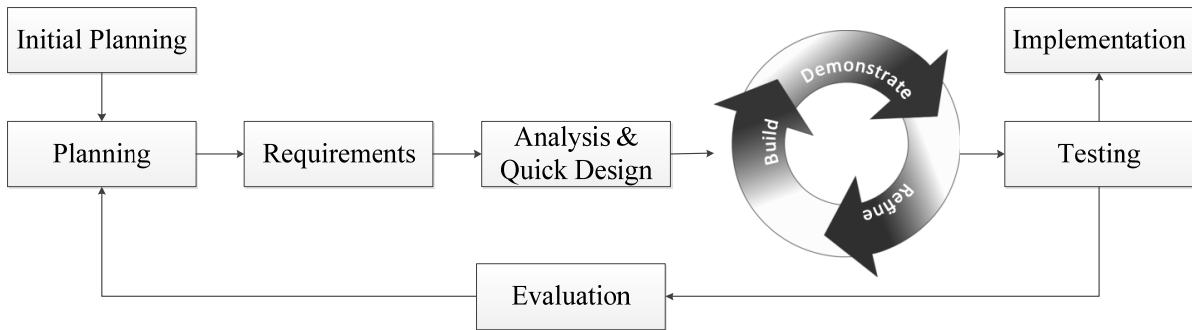 Initial Planning
Implementation
Planning
Requirements
Analysis &
Quick Design
Demonstrate
Build
Refine
Testing
Evaluation